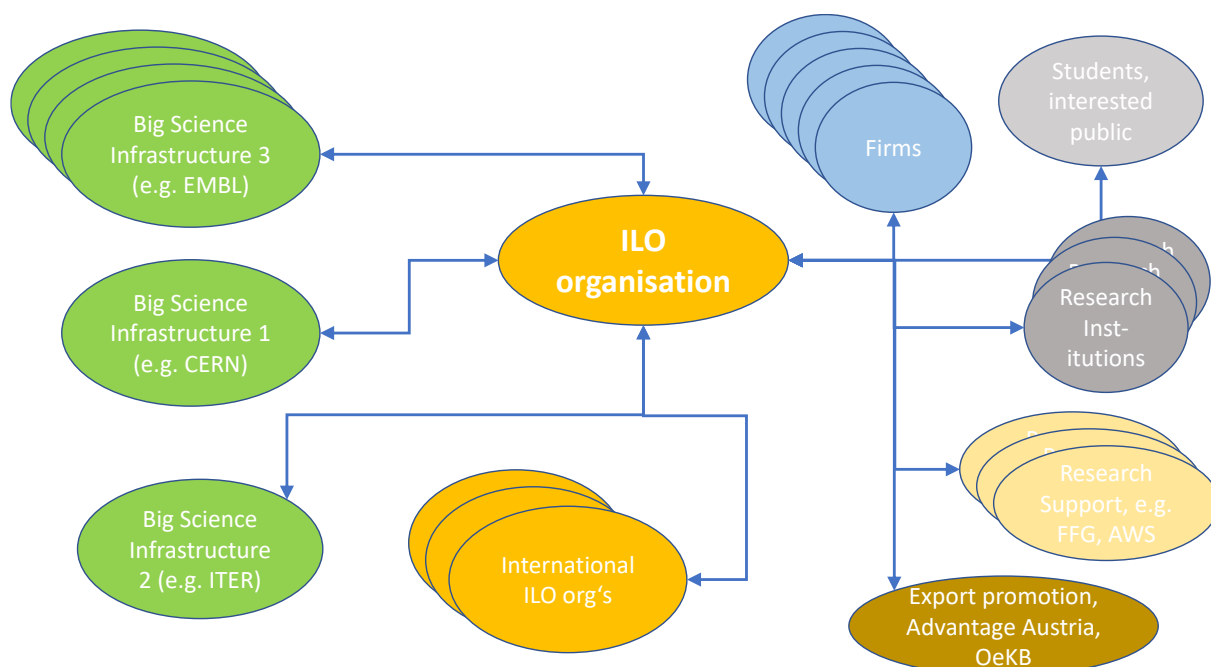 Big Science
Infrastructure 3
(e.g. EMBL)
Firms
Students,
interested
public
ILO
organisation
Big Science
Infrastructure 1
(e.g. CERN)
Research
Inst-
itutions
Research
Support, e.g.
FFG, AWS
Big Science
Infrastructure
2 (e.g. ITER)
International
ILO org‘s
Export promotion,
Advantage Austria,
OeKB